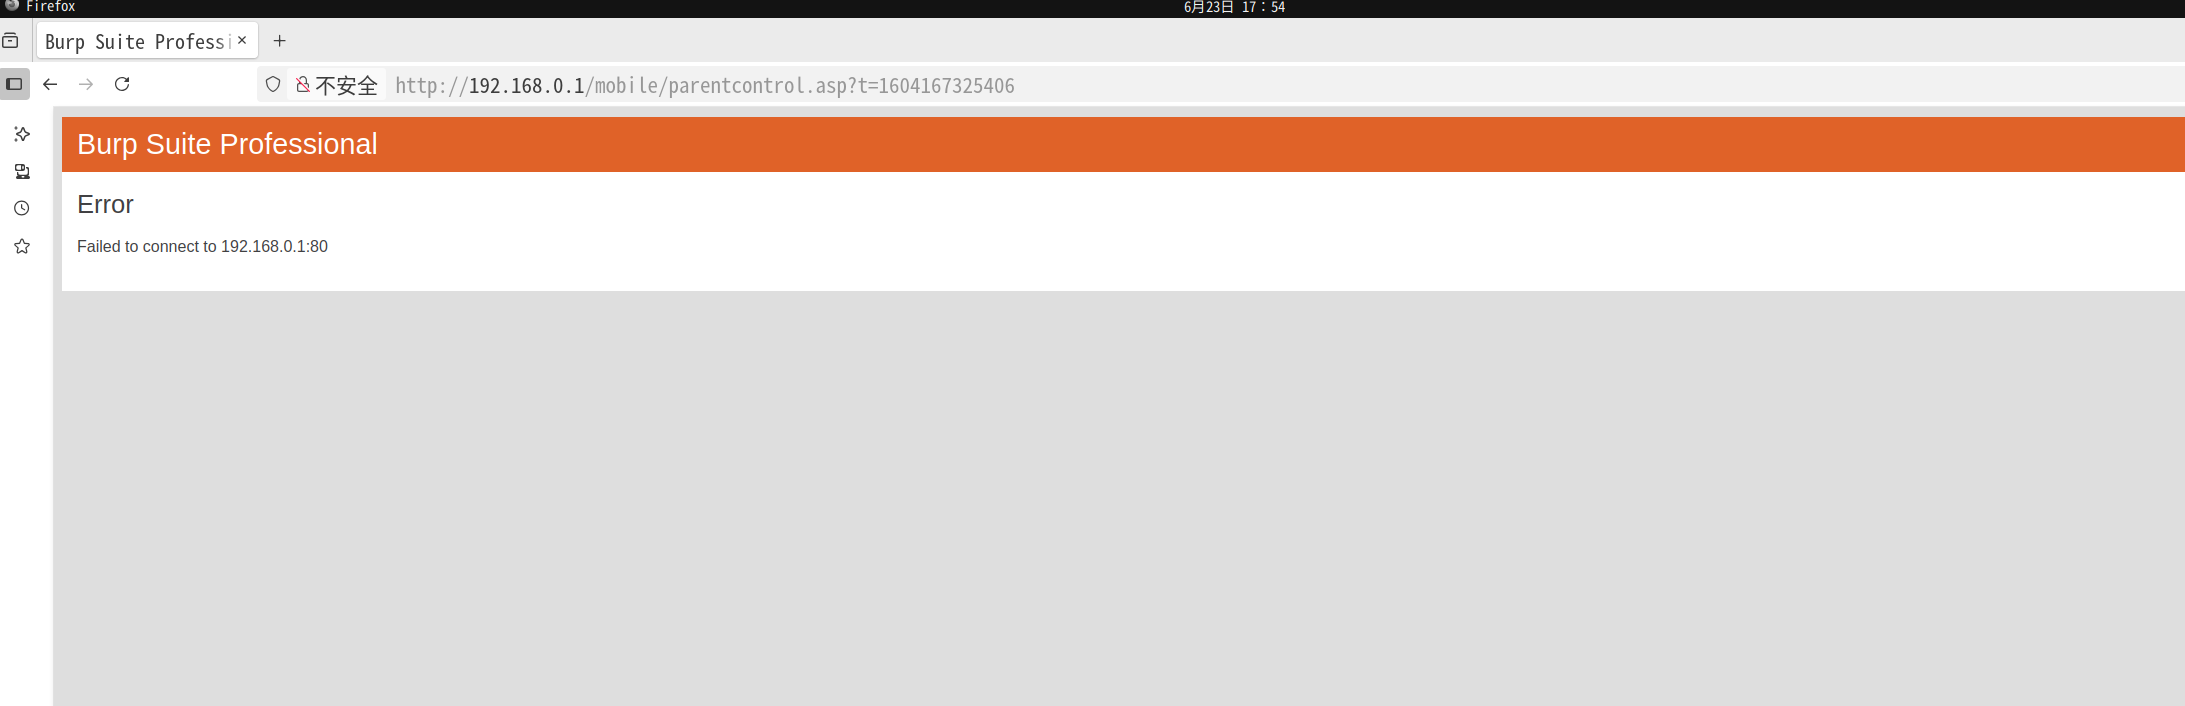 Firefox
6月23日 17：54
Burp Suite Professi
不安全 http://192.168.0.1/mobile/parentcontrol.asp?t=1604167325406
Burp Suite Professional
Error
Failed to connect to 192.168.0.1:80